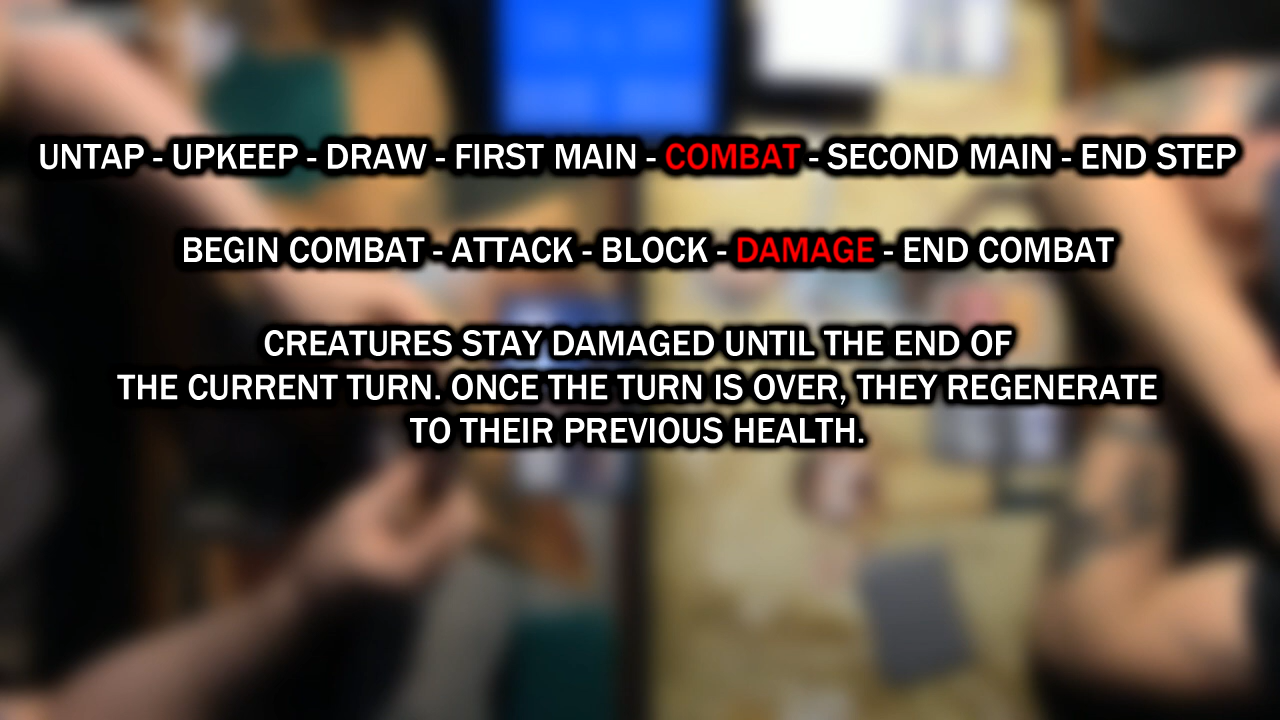 UNTAP - UPKEEP - DRAW - FIRST MAIN - COMBAT - SECOND MAIN - END STEP
BEGIN COMBAT - ATTACK - BLOCK - DAMAGE - END COMBAT
CREATURES STAY DAMAGED UNTIL THE END OF
THE CURRENT TURN. ONCE THE TURN IS OVER, THEY REGENERATE
TO THEIR PREVIOUS HEALTH.